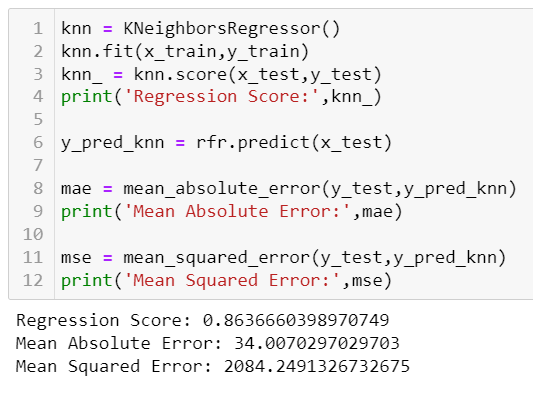 1 knn = KNeighborsRegressor()
2 knn.fit(x_train,y_train)
3 knn_ = knn.score(x_test,y_test)
4 print('Regression Score:',knn_)
5
6 y_pred_knn = rfr.predict(x_test)
7
8 mae = mean_absolute_error(y_test,y_pred_knn)
9 print('Mean Absolute Error:',mae)
10
11 mse = mean_squared_error(y_test,y_pred_knn)
12 print('Mean Squared Error:',mse)
Regression Score: 0.8636660398970749
Mean Absolute Error: 34.0070297029703
Mean Squared Error: 2084.2491326732675